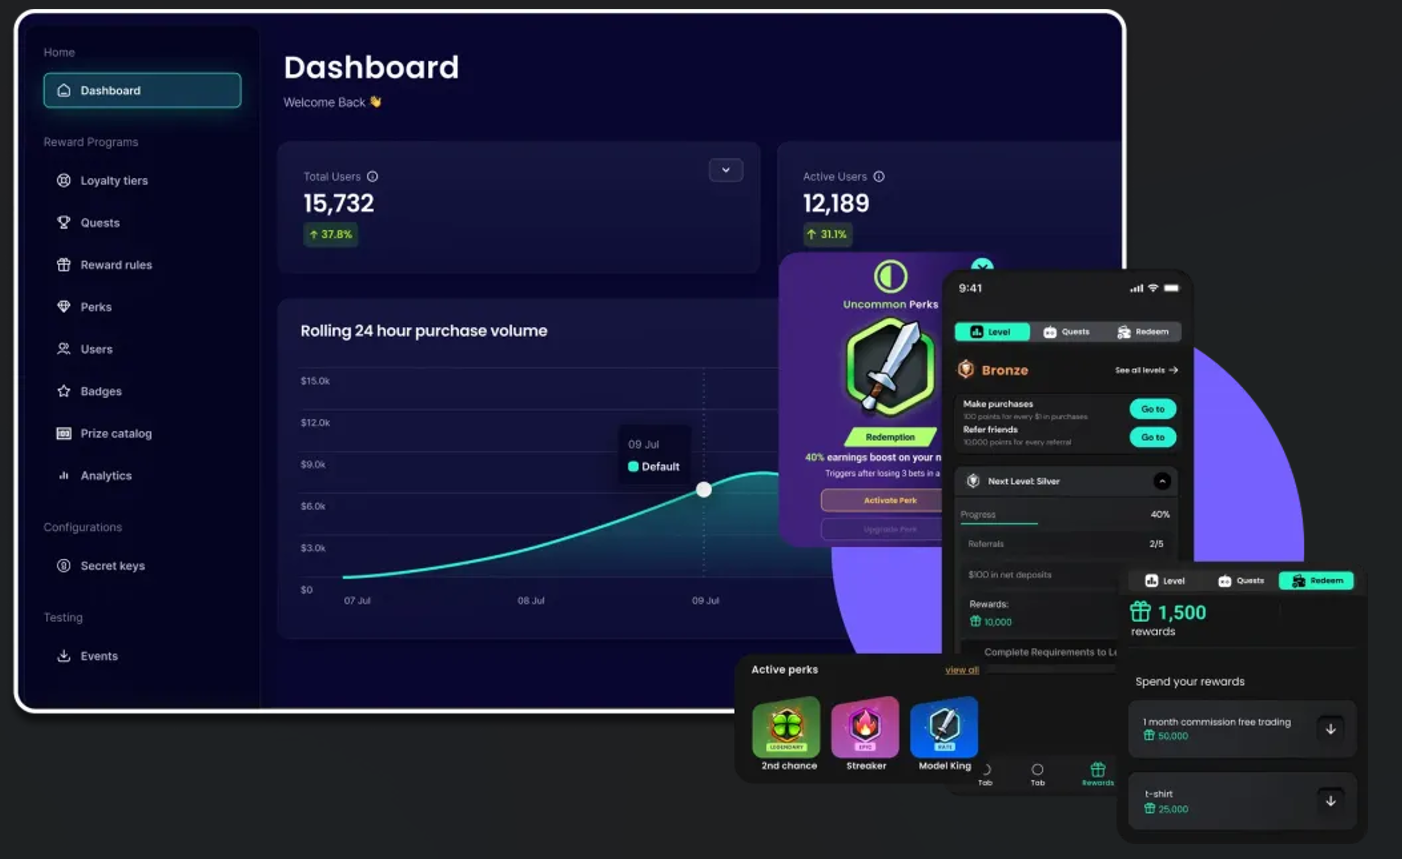 Home
Dashboard
Reward Programs
Loyalty tiers
Quests
Reward rules
Perks
Users
Badges
Prize catalog
Analytics
Configurations
Secret keys
Testing
Events
Dashboard
Welcome Back 👋
Total Users
15,732
↑ 37.8%
Active Users
12,189
↑ 31.1%
Rolling 24 hour purchase volume
$15.0k
$12.0k
$9.0k
$6.0k
$3.0k
$0
07 Jul
08 Jul
09 Jul
09 Jul
Default
Uncommon Perks
Redemption
40% earnings boost on your n
Triggers after losing 3 bets in a
Activate Perk
Upgrade Perk
9:41
Level
Quests
Redeem
Bronze
See all levels →
Make purchases
100 points for every $1 in purchases
Go to
Refer friends
10,000 points for every referral
Go to
Next Level: Silver
Progress
40%
Referrals
2/5
$100 in net deposits
Rewards:
10,000
Complete Requirements to Le
Tab
Tab
Rewards
Active perks
view all
LEGENDARY
2nd chance
EPIC
Streaker
Model King
Level
Quests
Redeem
1,500
rewards
Spend your rewards
1 month commission free trading
50,000
t-shirt
25,000